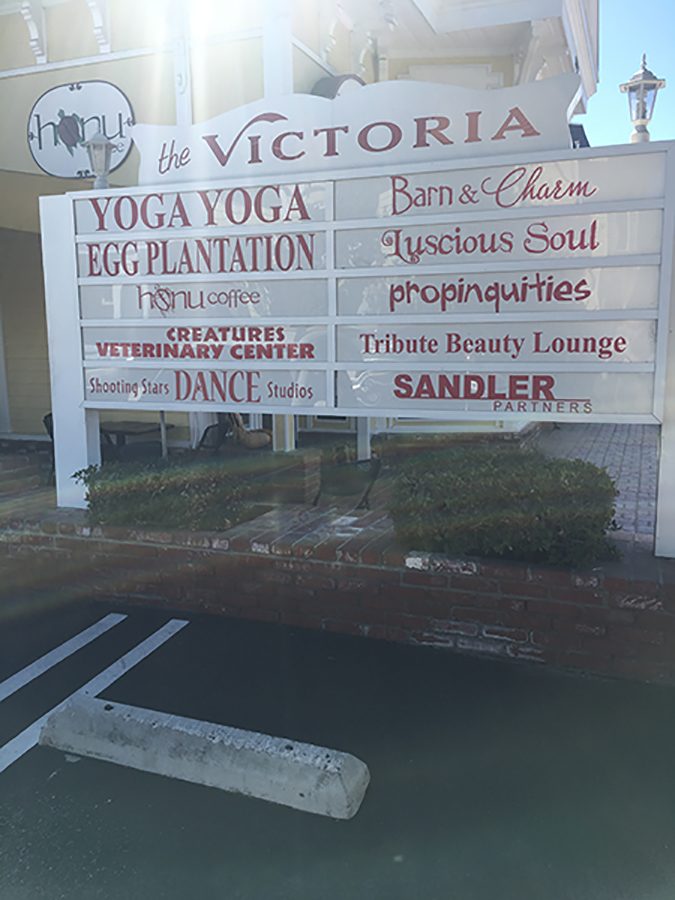 honu
the VICTORIA
YOGA YOGA
EGG PLANTATION
honu coffee
CREATURES
VETERINARY CENTER
Shooting Stars DANCE Studios
Barn & Charm
Luscious Soul
propinquities
Tribute Beauty Lounge
SANDLER
PARTNERS